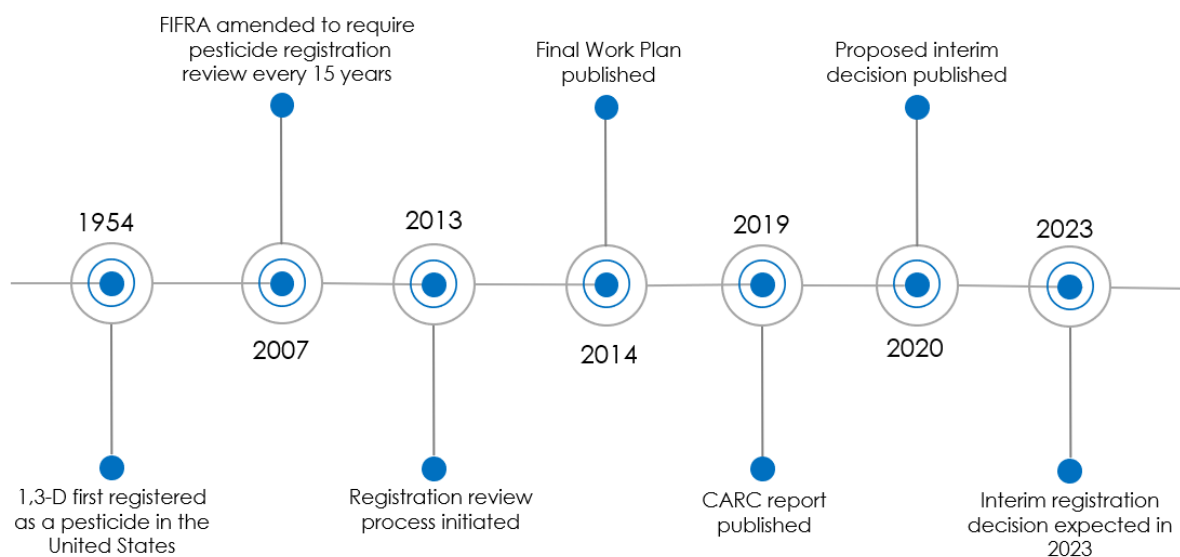 FIFRA amended to require
pesticide registration
review every 15 years
Final Work Plan
published
Proposed interim
decision published
1954
2013
2019
2023
2007
2014
2020
1,3-D first registered
as a pesticide in the
United States
Registration review
process initiated
CARC report
published
Interim registration
decision expected in
2023